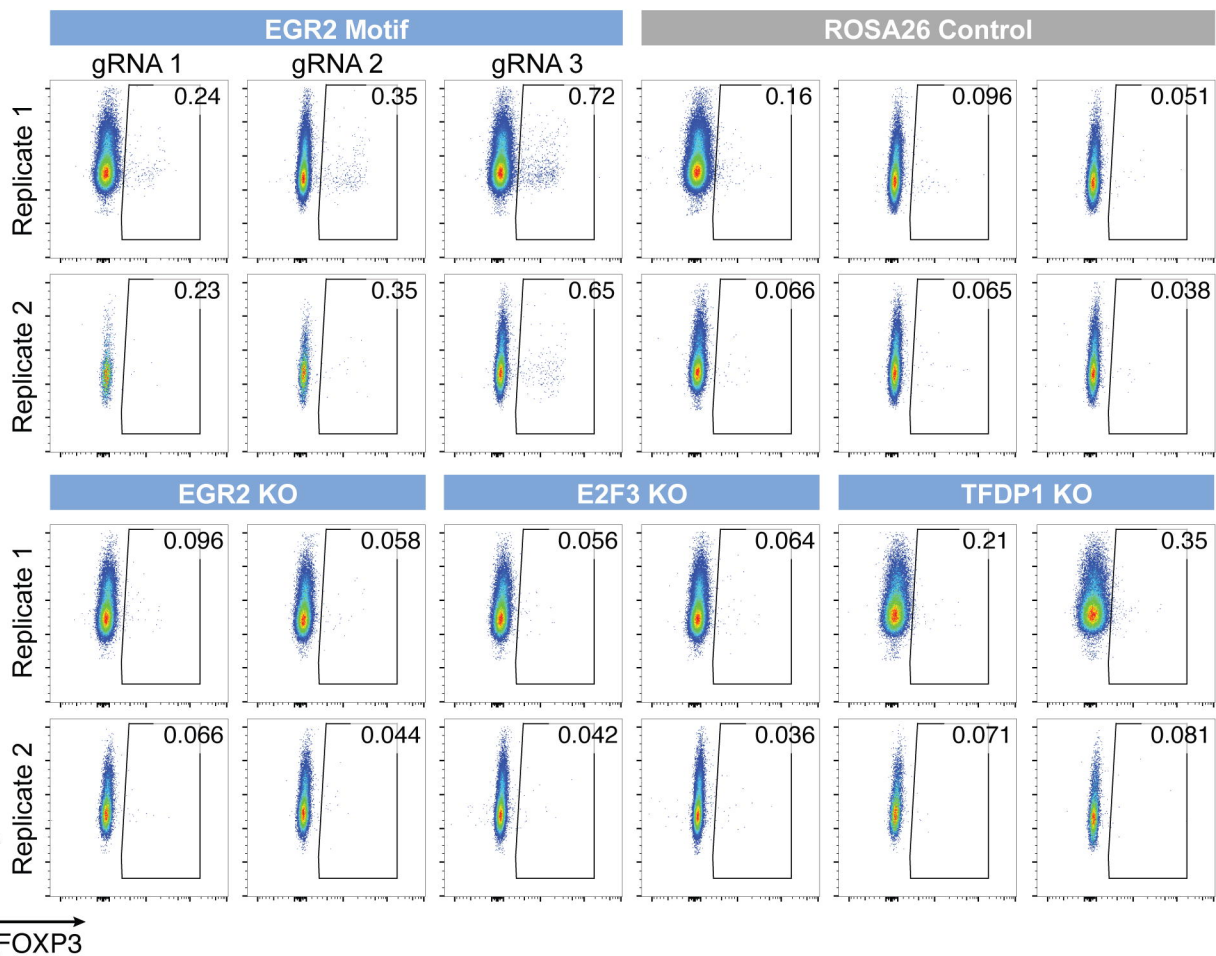 EGR2 Motif ROSA26 Control
gRNA 1 gRNA 2 gRNA 3
Replicate 1
0.24 0.35 0.72 0.16 0.096 0.051
Replicate 2
0.23 0.35 0.65 0.066 0.065 0.038
EGR2 KO E2F3 KO TFDP1 KO
Replicate 1
0.096 0.058 0.056 0.064 0.21 0.35
Replicate 2
0.066 0.044 0.042 0.036 0.071 0.081
FOXP3